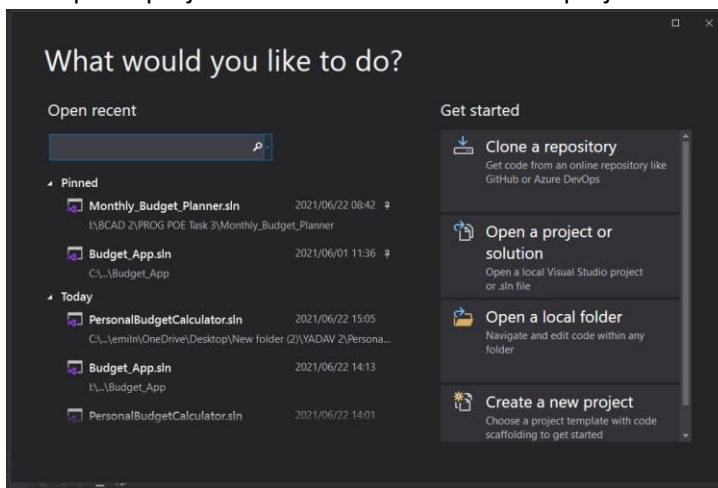 What would you like to do?
Open recent
Pinned
Monthly_Budget_Planner.sln 2021/06/22 08:42
I:\BCAD 2\PROG POE Task 3\Monthly_Budget_Planner
Budget_App.sln 2021/06/01 11:36
C:\...\Budget_App
Today
PersonalBudgetCalculator.sln 2021/06/22 15:05
C:\...\emiln\OneDrive\Desktop\New folder (2)\YADAV 2\Persona...
Budget_App.sln 2021/06/22 14:13
I:\...\Budget_App
PersonalBudgetCalculator.sln 2021/06/22 14:01
Get started
Clone a repository
Get code from an online repository like
GitHub or Azure DevOps
Open a project or
solution
Open a local Visual Studio project
or .sln file
Open a local folder
Navigate and edit code within any
folder
Create a new project
Choose a project template with code
scaffolding to get started